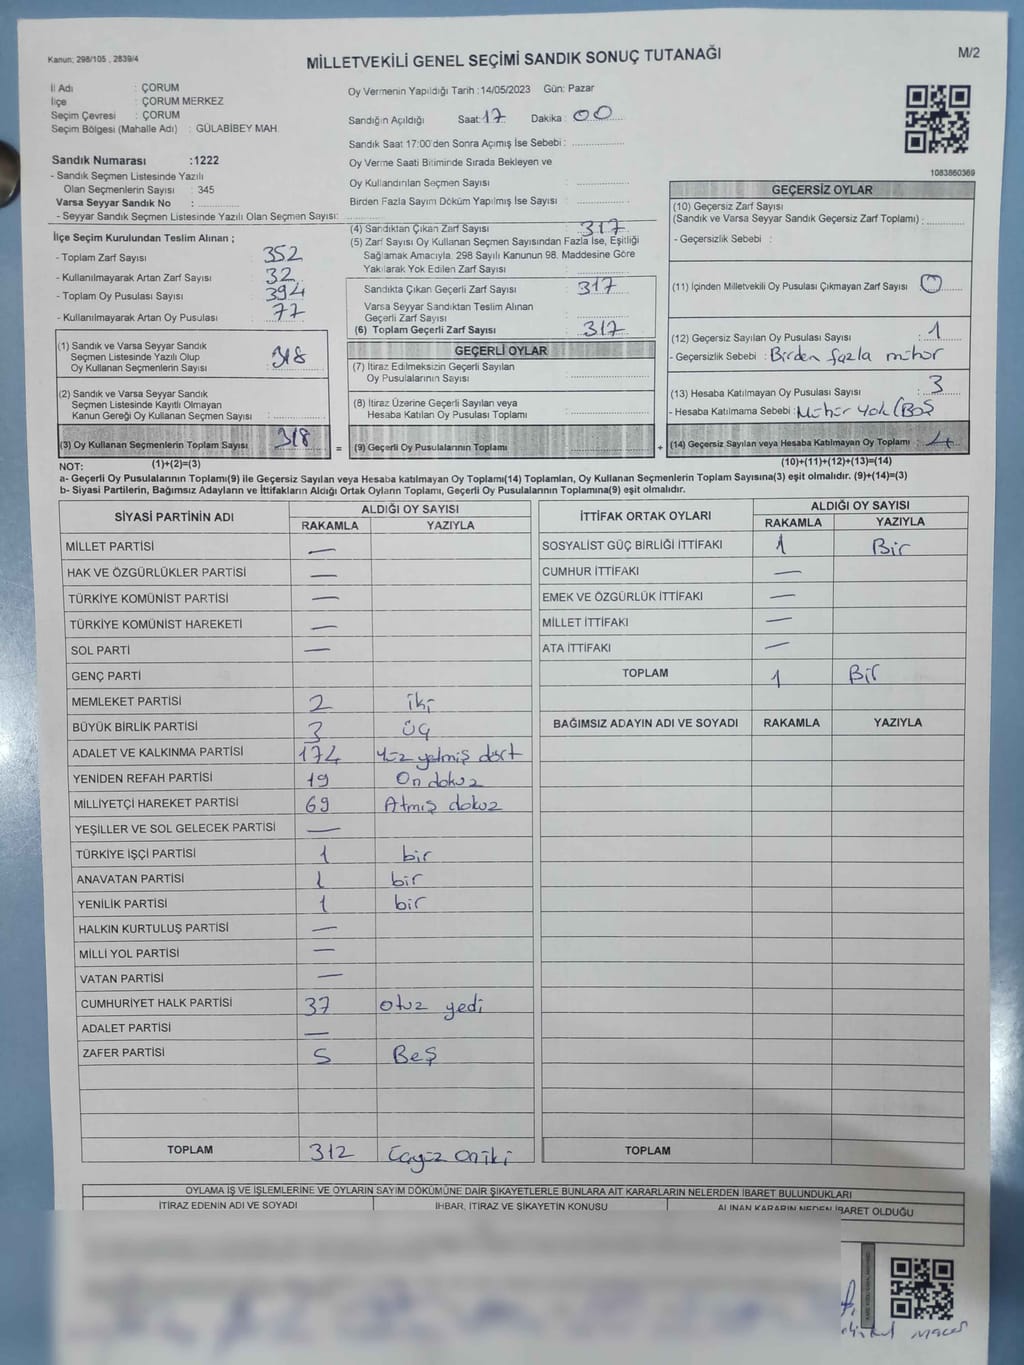 Kanun; 298/105 , 2839/4
MİLLETVEKİLİ GENEL SEÇİMİ SANDIK SONUÇ TUTANAĞI
M/2
İl Adı : ÇORUM
İlçe : ÇORUM MERKEZ
Seçim Çevresi : ÇORUM
Seçim Bölgesi (Mahalle Adı) : GÜLABİBEY MAH.
Sandık Numarası :1222
- Sandık Seçmen Listesinde Yazılı
Olan Seçmenlerin Sayısı : 345
Varsa Seyyar Sandık No :
- Seyyar Sandık Seçmen Listesinde Yazılı Olan Seçmen Sayısı:
Oy Vermenin Yapıldığı Tarih :14/05/2023 Gün: Pazar
Sandığın Açıldığı Saat:17 Dakika:00
Sandık Saat 17:00'den Sonra Açımış İse Sebebi :
Oy Verme Saati Bitiminde Sırada Bekleyen ve
Oy Kullandırılan Seçmen Sayısı :
Birden Fazla Sayım Döküm Yapılmış İse Sayısı :
1083860369
İlçe Seçim Kurulundan Teslim Alınan ;
- Toplam Zarf Sayısı : 352
- Kullanılmayarak Artan Zarf Sayısı : 32
- Toplam Oy Pusulası Sayısı : 394
- Kullanılmayarak Artan Oy Pusulası : 77
(1) Sandık ve Varsa Seyyar Sandık
Seçmen Listesinde Yazılı Olup
Oy Kullanan Seçmenlerin Sayısı : 318
(2) Sandık ve Varsa Seyyar Sandık
Seçmen Listesinde Kayıtlı Olmayan
Kanun Gereği Oy Kullanan Seçmen Sayısı :
(3) Oy Kullanan Seçmenlerin Toplam Sayısı : 318
(1)+(2)=(3)
(4) Sandıktan Çıkan Zarf Sayısı : 317
(5) Zarf Sayısı Oy Kullanan Seçmen Sayısından Fazla İse, Eşitliği
Sağlamak Amacıyla, 298 Sayılı Kanunun 98. Maddesine Göre
Yakılarak Yok Edilen Zarf Sayısı :
Sandıkta Çıkan Geçerli Zarf Sayısı : 317
Varsa Seyyar Sandıktan Teslim Alınan
Geçerli Zarf Sayısı :
(6) Toplam Geçerli Zarf Sayısı : 317
GEÇERLİ OYLAR
(7) İtiraz Edilmeksizin Geçerli Sayılan
Oy Pusulalarının Sayısı :
(8) İtiraz Üzerine Geçerli Sayılan veya
Hesaba Katılan Oy Pusulası Toplamı :
= (9) Geçerli Oy Pusulalarının Toplamı :
GEÇERSİZ OYLAR
(10) Geçersiz Zarf Sayısı
(Sandık ve Varsa Seyyar Sandık Geçersiz Zarf Toplamı) :
- Geçersizlik Sebebi :
(11) İçinden Milletvekili Oy Pusulası Çıkmayan Zarf Sayısı : 0
(12) Geçersiz Sayılan Oy Pusulası Sayısı : 1
- Geçersizlik Sebebi : Birden fazla mühür
(13) Hesaba Katılmayan Oy Pusulası Sayısı : 3
- Hesaba Katılmama Sebebi : Mühür yok (Boş
+ (14) Geçersiz Sayılan veya Hesaba Katılmayan Oy Toplamı : 4
(10)+(11)+(12)+(13)=(14)
NOT:
a- Geçerli Oy Pusulalarının Toplamı(9) ile Geçersiz Sayılan veya Hesaba katılmayan Oy Toplamı(14) Toplamları, Oy Kullanan Seçmenlerin Toplam Sayısına(3) eşit olmalıdır. (9)+(14)=(3)
b- Siyasi Partilerin, Bağımsız Adayların ve İttifakların Aldığı Ortak Oyların Toplamı, Geçerli Oy Pusulalarının Toplamına(9) eşit olmalıdır.
SİYASİ PARTİNİN ADI ALDIĞI OY SAYISI
RAKAMLA YAZIYLA
MİLLET PARTİSİ —
HAK VE ÖZGÜRLÜKLER PARTİSİ —
TÜRKİYE KOMÜNİST PARTİSİ —
TÜRKİYE KOMÜNİST HAREKETİ —
SOL PARTİ —
GENÇ PARTİ
MEMLEKET PARTİSİ 2 iki
BÜYÜK BİRLİK PARTİSİ 3 üç
ADALET VE KALKINMA PARTİSİ 174 Yüz yetmiş dört
YENİDEN REFAH PARTİSİ 19 On dokuz
MİLLİYETÇİ HAREKET PARTİSİ 69 Atmış dokuz
YEŞİLLER VE SOL GELECEK PARTİSİ —
TÜRKİYE İŞÇİ PARTİSİ 1 bir
ANAVATAN PARTİSİ 1 bir
YENİLİK PARTİSİ 1 bir
HALKIN KURTULUŞ PARTİSİ —
MİLLİ YOL PARTİSİ —
VATAN PARTİSİ —
CUMHURİYET HALK PARTİSİ 37 otuz yedi
ADALET PARTİSİ —
ZAFER PARTİSİ 5 Beş
TOPLAM 312 Üçyüz oniki
İTTİFAK ORTAK OYLARI ALDIĞI OY SAYISI
RAKAMLA YAZIYLA
SOSYALİST GÜÇ BİRLİĞİ İTTİFAKI 1 Bir
CUMHUR İTTİFAKI —
EMEK VE ÖZGÜRLÜK İTTİFAKI —
MİLLET İTTİFAKI —
ATA İTTİFAKI —
TOPLAM 1 Bir
BAĞIMSIZ ADAYIN ADI VE SOYADI RAKAMLA YAZIYLA
TOPLAM
OYLAMA İŞ VE İŞLEMLERİNE VE OYLARIN SAYIM DÖKÜMÜNE DAİR ŞİKAYETLERLE BUNLARA AİT KARARLARIN NELERDEN İBARET BULUNDUKLARI
İTİRAZ EDENİN ADI VE SOYADI İHBAR, İTİRAZ VE ŞİKAYETİN KONUSU ALINAN KARARIN NEDEN İBARET OLDUĞU